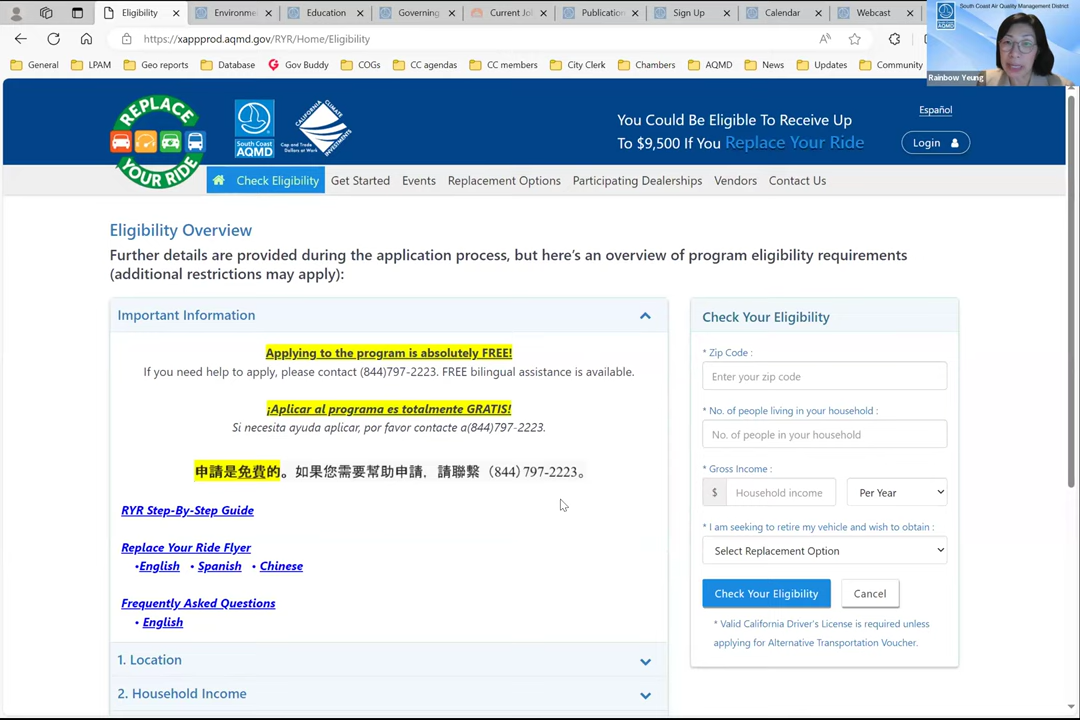 Eligibility
Environme
Education
Governing
Current Jo
Publication
Sign Up
Calendar
Webcast
South Coast Air Quality Management District
AQMD
https://xappprod.aqmd.gov/RYR/Home/Eligibility
General
LPAM
Geo reports
Database
Gov Buddy
COGs
CC agendas
CC members
City Clerk
Chambers
AQMD
News
Updates
Community
Rainbow Yeung
REPLACE
YOUR RIDE
South Coast
AQMD
CALIFORNIA
CLIMATE
INVESTMENTS
Cap and Trade
Dollars at Work
You Could Be Eligible To Receive Up
To $9,500 If You Replace Your Ride
Español
Login
Check Eligibility
Get Started
Events
Replacement Options
Participating Dealerships
Vendors
Contact Us
Eligibility Overview
Further details are provided during the application process, but here's an overview of program eligibility requirements
(additional restrictions may apply):
Important Information
Applying to the program is absolutely FREE!
If you need help to apply, please contact (844)797-2223. FREE bilingual assistance is available.
¡Aplicar al programa es totalmente GRATIS!
Si necesita ayuda aplicar, por favor contacte a(844)797-2223.
申請是免費的。如果您需要幫助申請，請聯繫（844) 797-2223。
RYR Step-By-Step Guide
Replace Your Ride Flyer
•English • Spanish • Chinese
Frequently Asked Questions
• English
1. Location
2. Household Income
Check Your Eligibility
* Zip Code :
Enter your zip code
* No. of people living in your household :
No. of people in your household
* Gross Income :
$ Household income Per Year
* I am seeking to retire my vehicle and wish to obtain :
Select Replacement Option
Check Your Eligibility Cancel
* Valid California Driver's License is required unless
applying for Alternative Transportation Voucher.